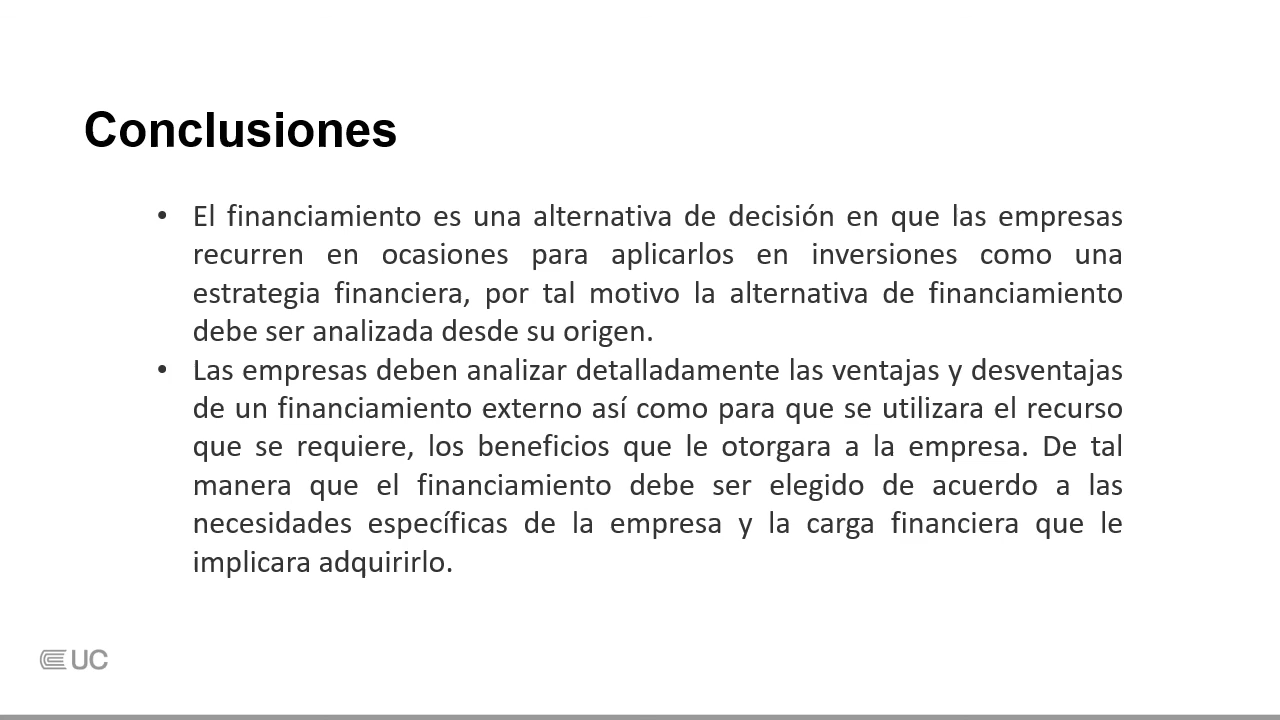 Conclusiones
• El financiamiento es una alternativa de decisión en que las empresas
recurren en ocasiones para aplicarlos en inversiones como una
estrategia financiera, por tal motivo la alternativa de financiamiento
debe ser analizada desde su origen.
• Las empresas deben analizar detalladamente las ventajas y desventajas
de un financiamiento externo así como para que se utilizara el recurso
que se requiere, los beneficios que le otorgara a la empresa. De tal
manera que el financiamiento debe ser elegido de acuerdo a las
necesidades específicas de la empresa y la carga financiera que le
implicara adquirirlo.
UC